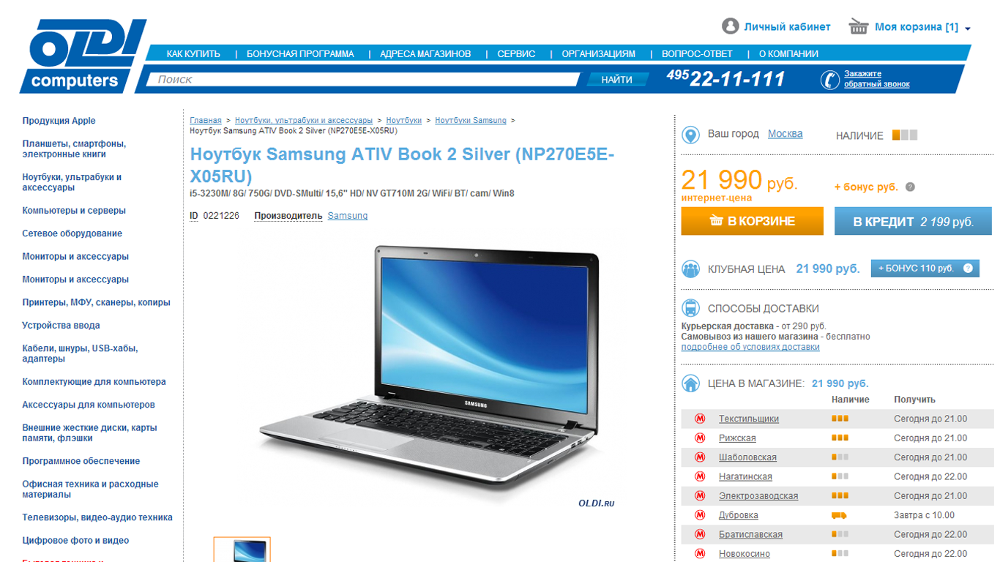 OLDI
computers
Личный кабинет
Моя корзина [1]
КАК КУПИТЬ | БОНУСНАЯ ПРОГРАММА | АДРЕСА МАГАЗИНОВ | СЕРВИС | ОРГАНИЗАЦИЯМ | ВОПРОС-ОТВЕТ | О КОМПАНИИ
Поиск
НАЙТИ
495 22-11-111
Закажите
обратный звонок
Продукция Apple
Планшеты, смартфоны,
электронные книги
Ноутбуки, ультрабуки и
аксессуары
Компьютеры и серверы
Сетевое оборудование
Мониторы и аксессуары
Мониторы и аксессуары
Принтеры, МФУ, сканеры, копиры
Устройства ввода
Кабели, шнуры, USB-хабы,
адаптеры
Комплектующие для компьютера
Аксессуары для компьютеров
Внешние жесткие диски, карты
памяти, флэшки
Программное обеспечение
Офисная техника и расходные
материалы
Телевизоры, видео-аудио техника
Цифровое фото и видео
Главная > Ноутбуки, ультрабуки и аксессуары > Ноутбуки > Ноутбуки Samsung >
Ноутбук Samsung ATIV Book 2 Silver (NP270E5E-X05RU)
Ноутбук Samsung ATIV Book 2 Silver (NP270E5E-
X05RU)
i5-3230M/ 8G/ 750G/ DVD-SMulti/ 15,6" HD/ NV GT710M 2G/ WiFi/ BT/ cam/ Win8
ID 0221226 Производитель Samsung
SAMSUNG
OLDI.RU
Ваш город Москва
НАЛИЧИЕ
21 990 руб.
интернет-цена
+ бонус руб. ?
В КОРЗИНЕ
В КРЕДИТ 2 199 руб.
КЛУБНАЯ ЦЕНА 21 990 руб.
+ БОНУС 110 руб. ?
СПОСОБЫ ДОСТАВКИ
Курьерская доставка - от 290 руб.
Самовывоз из нашего магазина - бесплатно
подробнее об условиях доставки
ЦЕНА В МАГАЗИНЕ: 21 990 руб.
Наличие Получить
М Текстильщики Сегодня до 21.00
М Рижская Сегодня до 21.00
М Шаболовская Сегодня до 21.00
М Нагатинская Сегодня до 22.00
М Электрозаводская Сегодня до 21.00
М Дубровка Завтра с 10.00
М Братиславская Сегодня до 22.00
М Новокосино Сегодня до 22.00